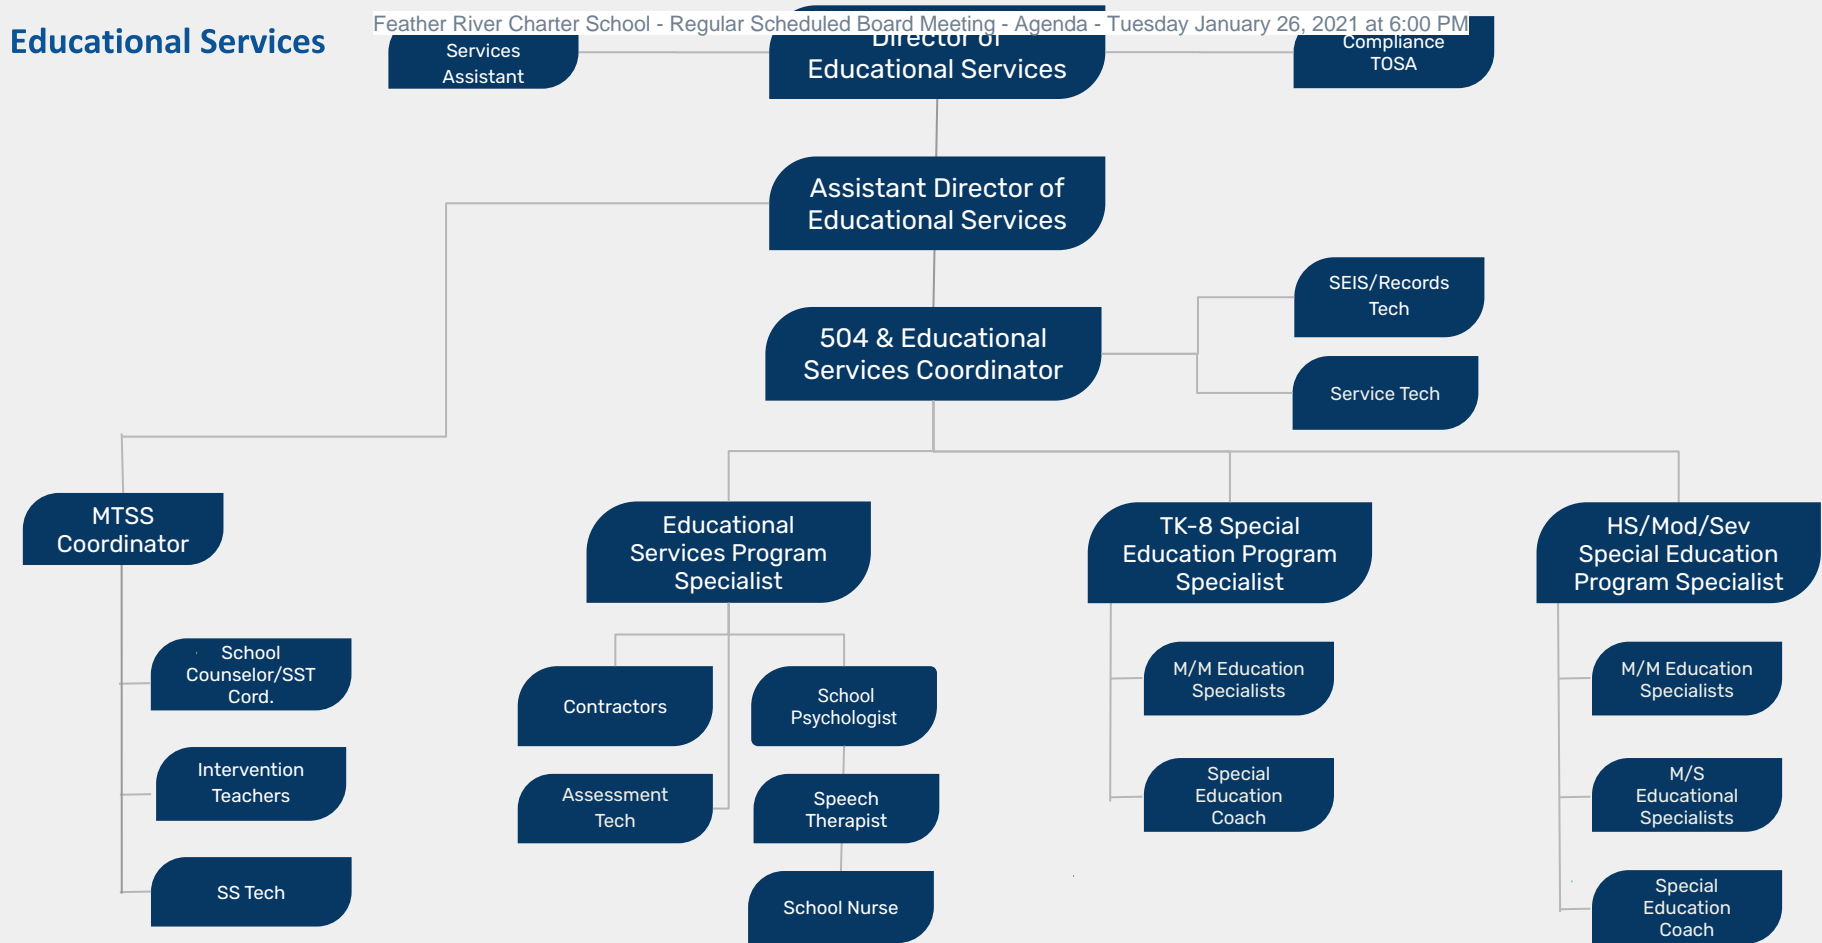 Feather River Charter School - Regular Scheduled Board Meeting - Agenda - Tuesday January 26, 2021 at 6:00 PM
Educational Services
Services
Assistant
Director of
Educational Services
Compliance
TOSA
Assistant Director of
Educational Services
SEIS/Records
Tech
504 & Educational
Services Coordinator
Service Tech
MTSS
Coordinator
Educational
Services Program
Specialist
TK-8 Special
Education Program
Specialist
HS/Mod/Sev
Special Education
Program Specialist
School
Counselor/SST
Cord.
Intervention
Teachers
SS Tech
Contractors
Assessment
Tech
School
Psychologist
Speech
Therapist
School Nurse
M/M Education
Specialists
Special
Education
Coach
M/M Education
Specialists
M/S
Educational
Specialists
Special
Education
Coach